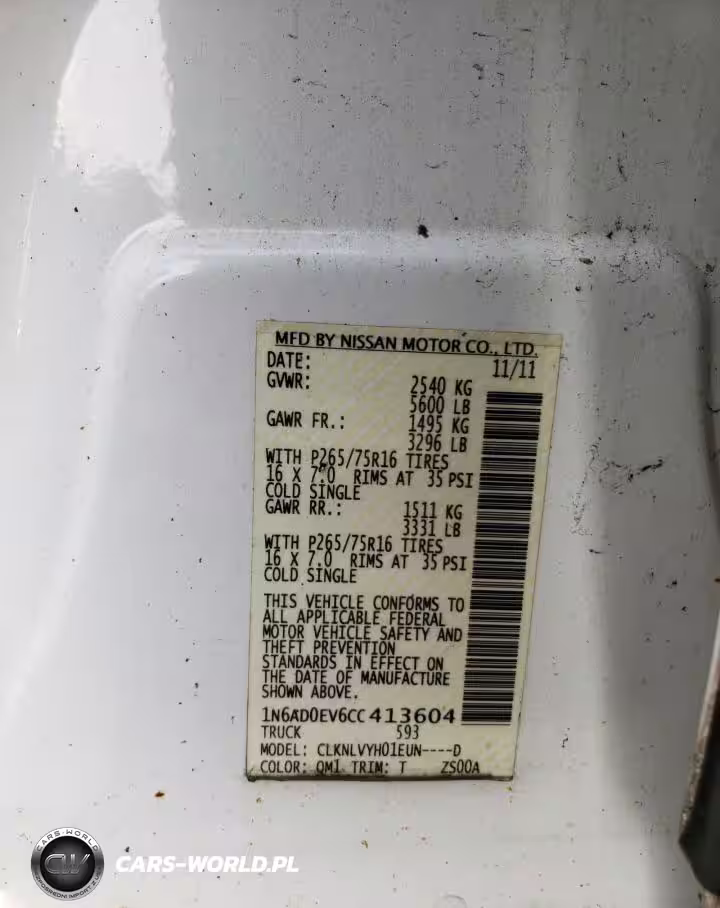 MFD BY NISSAN MOTOR CO., LTD.
DATE: 11/11
GVWR: 2540 KG
5600 LB
GAWR FR.: 1495 KG
3296 LB
WITH P265/75R16 TIRES
16 X 7.0 RIMS AT 35 PSI
COLD SINGLE
GAWR RR.: 1511 KG
3331 LB
WITH P265/75R16 TIRES
16 X 7.0 RIMS AT 35 PSI
COLD SINGLE
THIS VEHICLE CONFORMS TO
ALL APPLICABLE FEDERAL
MOTOR VEHICLE SAFETY AND
THEFT PREVENTION
STANDARDS IN EFFECT ON
THE DATE OF MANUFACTURE
SHOWN ABOVE.
1N6AD0EV6CC413604
TRUCK 593
MODEL: CLKNLVYH01EUN----D
COLOR: QM1 TRIM: T ZS00A
CARS-WORLD
CW
CARS-WORLD.PL